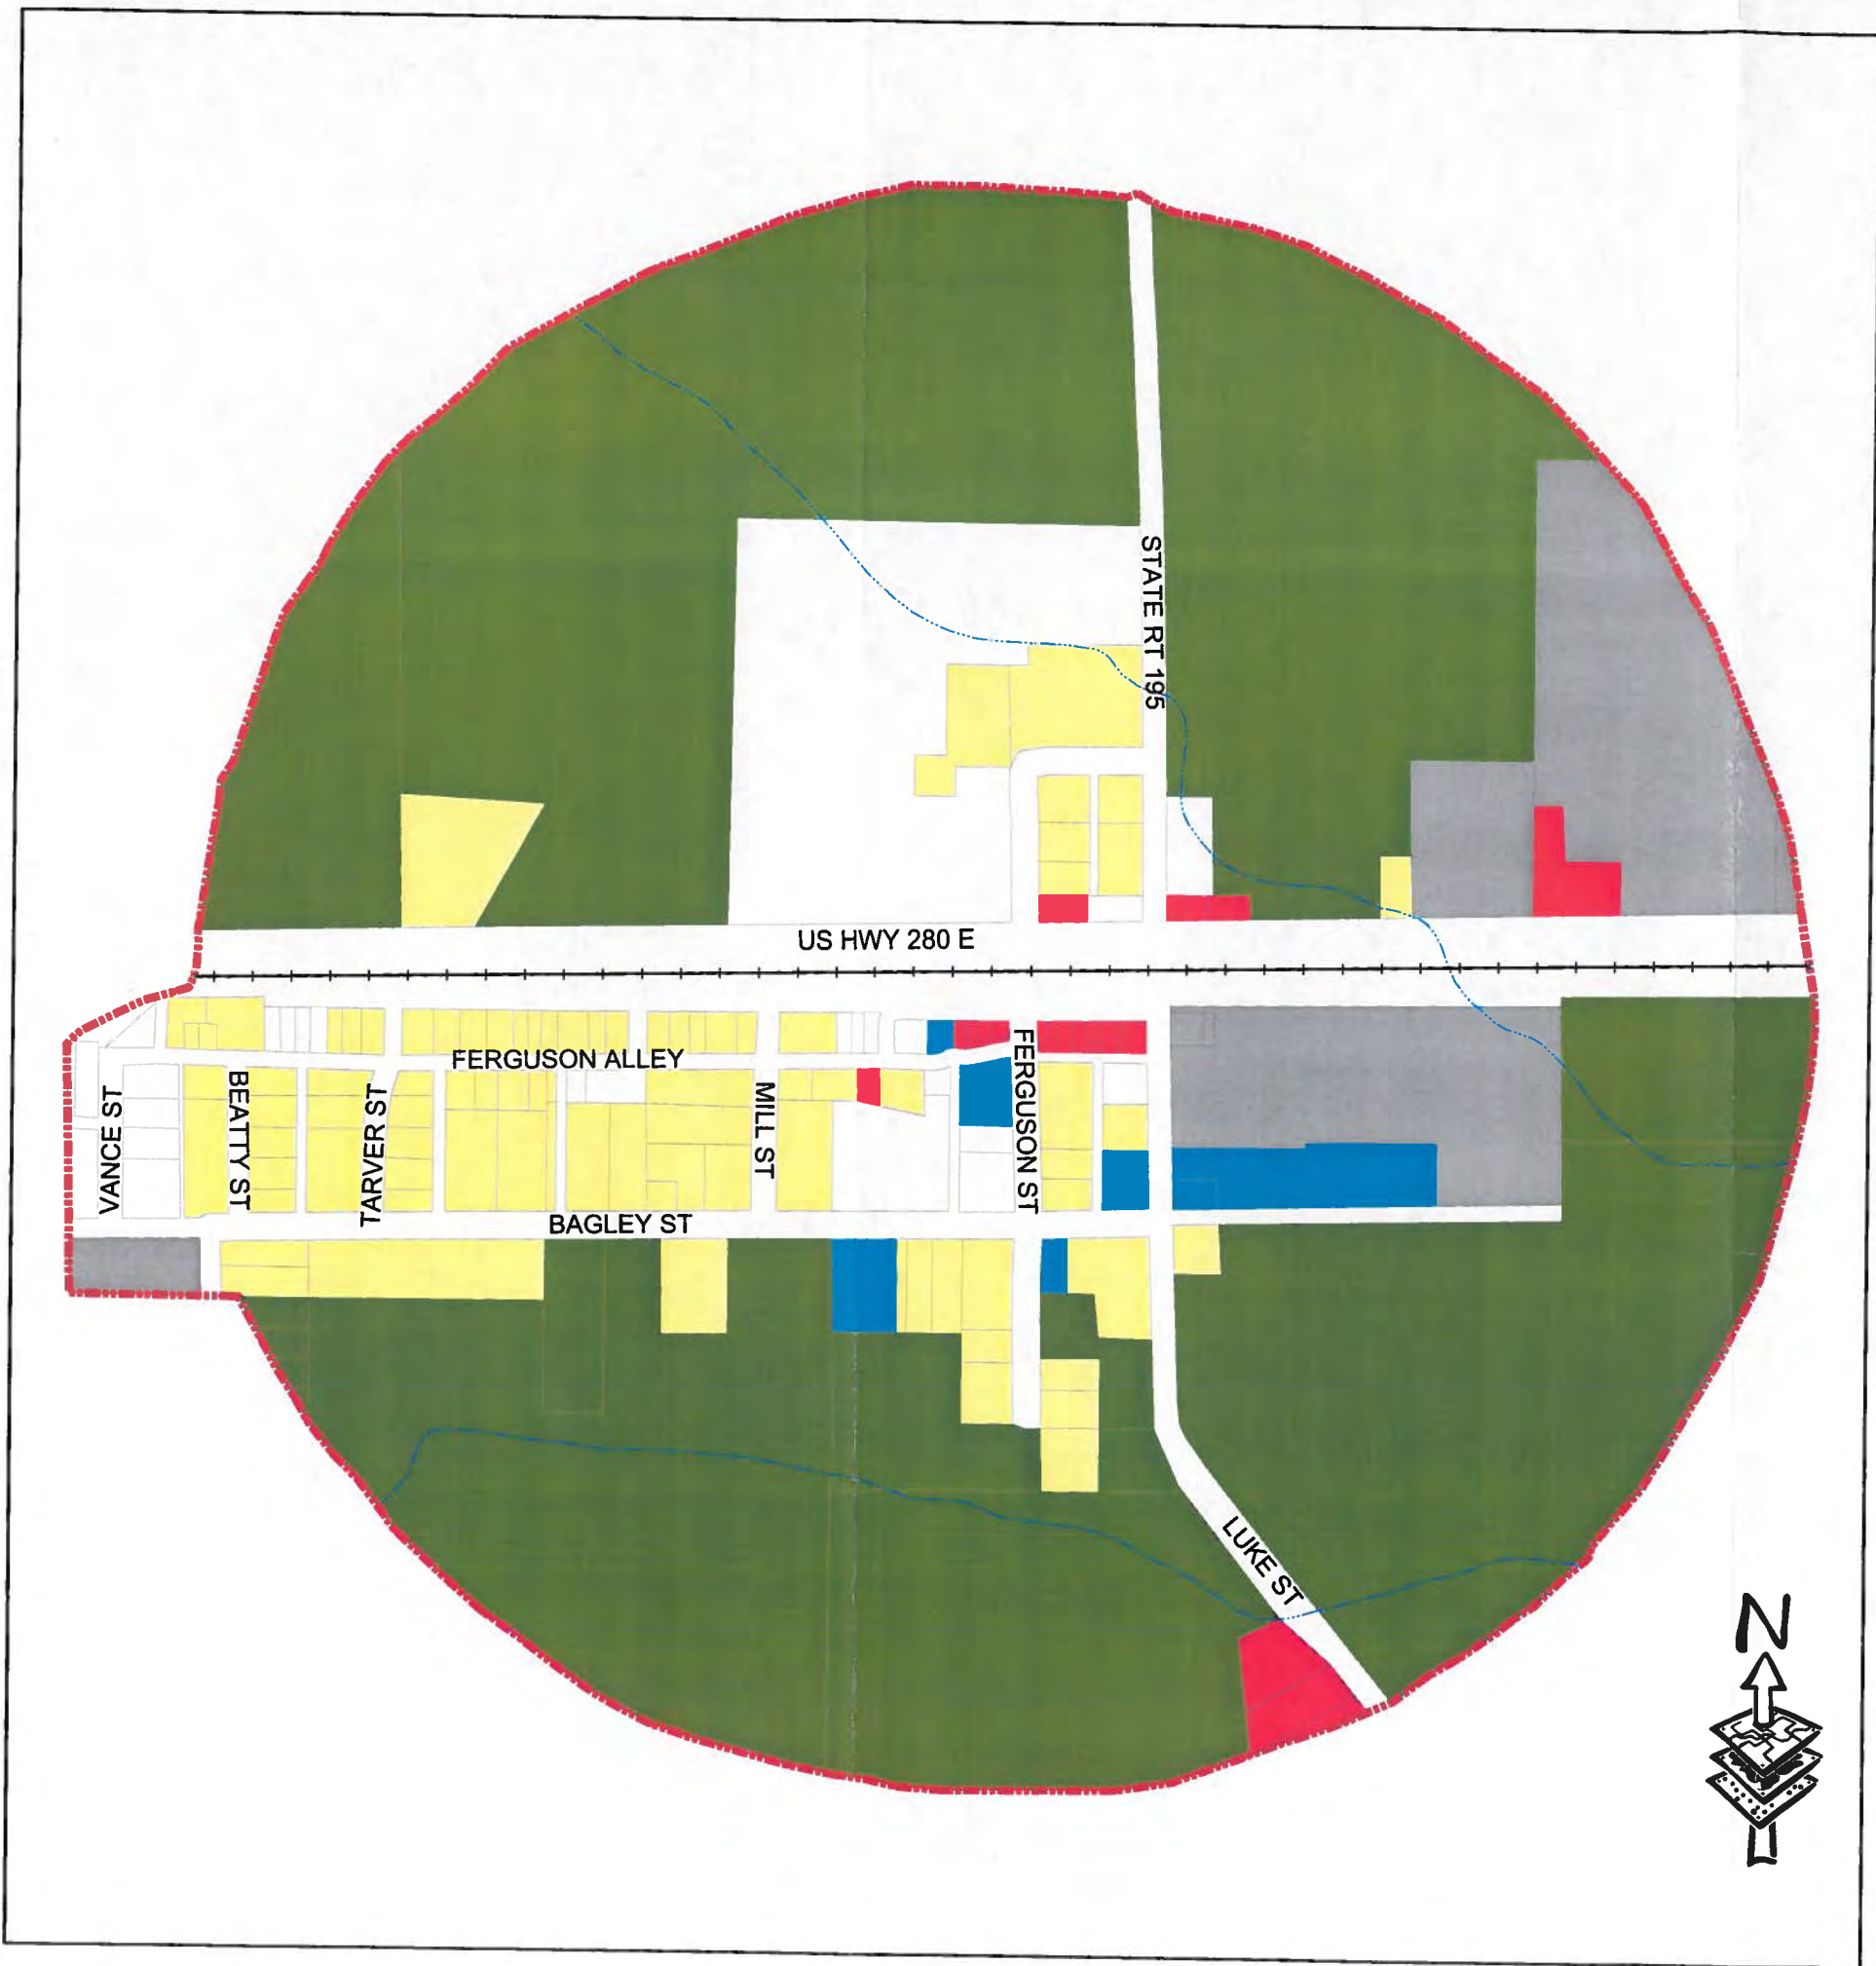 STATE RT 195
US HWY 280 E
FERGUSON ALLEY
VANCE ST
BEATTY ST
TARVER ST
MILL ST
FERGUSON ST
BAGLEY ST
LUKE ST
N